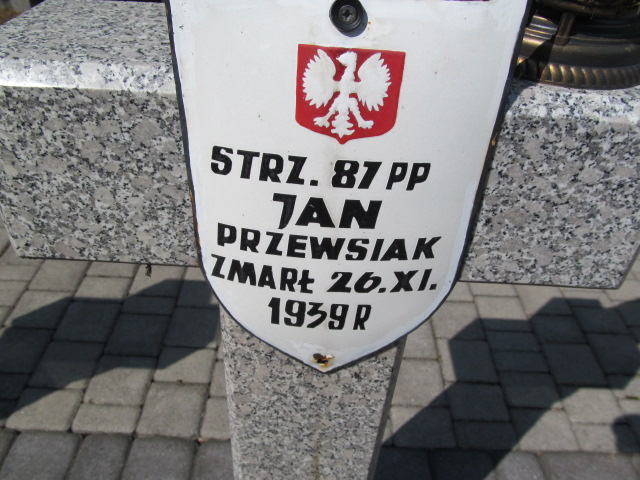 STRZ. 87 PP
JAN
PRZEWSIAK
ZMARŁ 26.XI.
1939 R